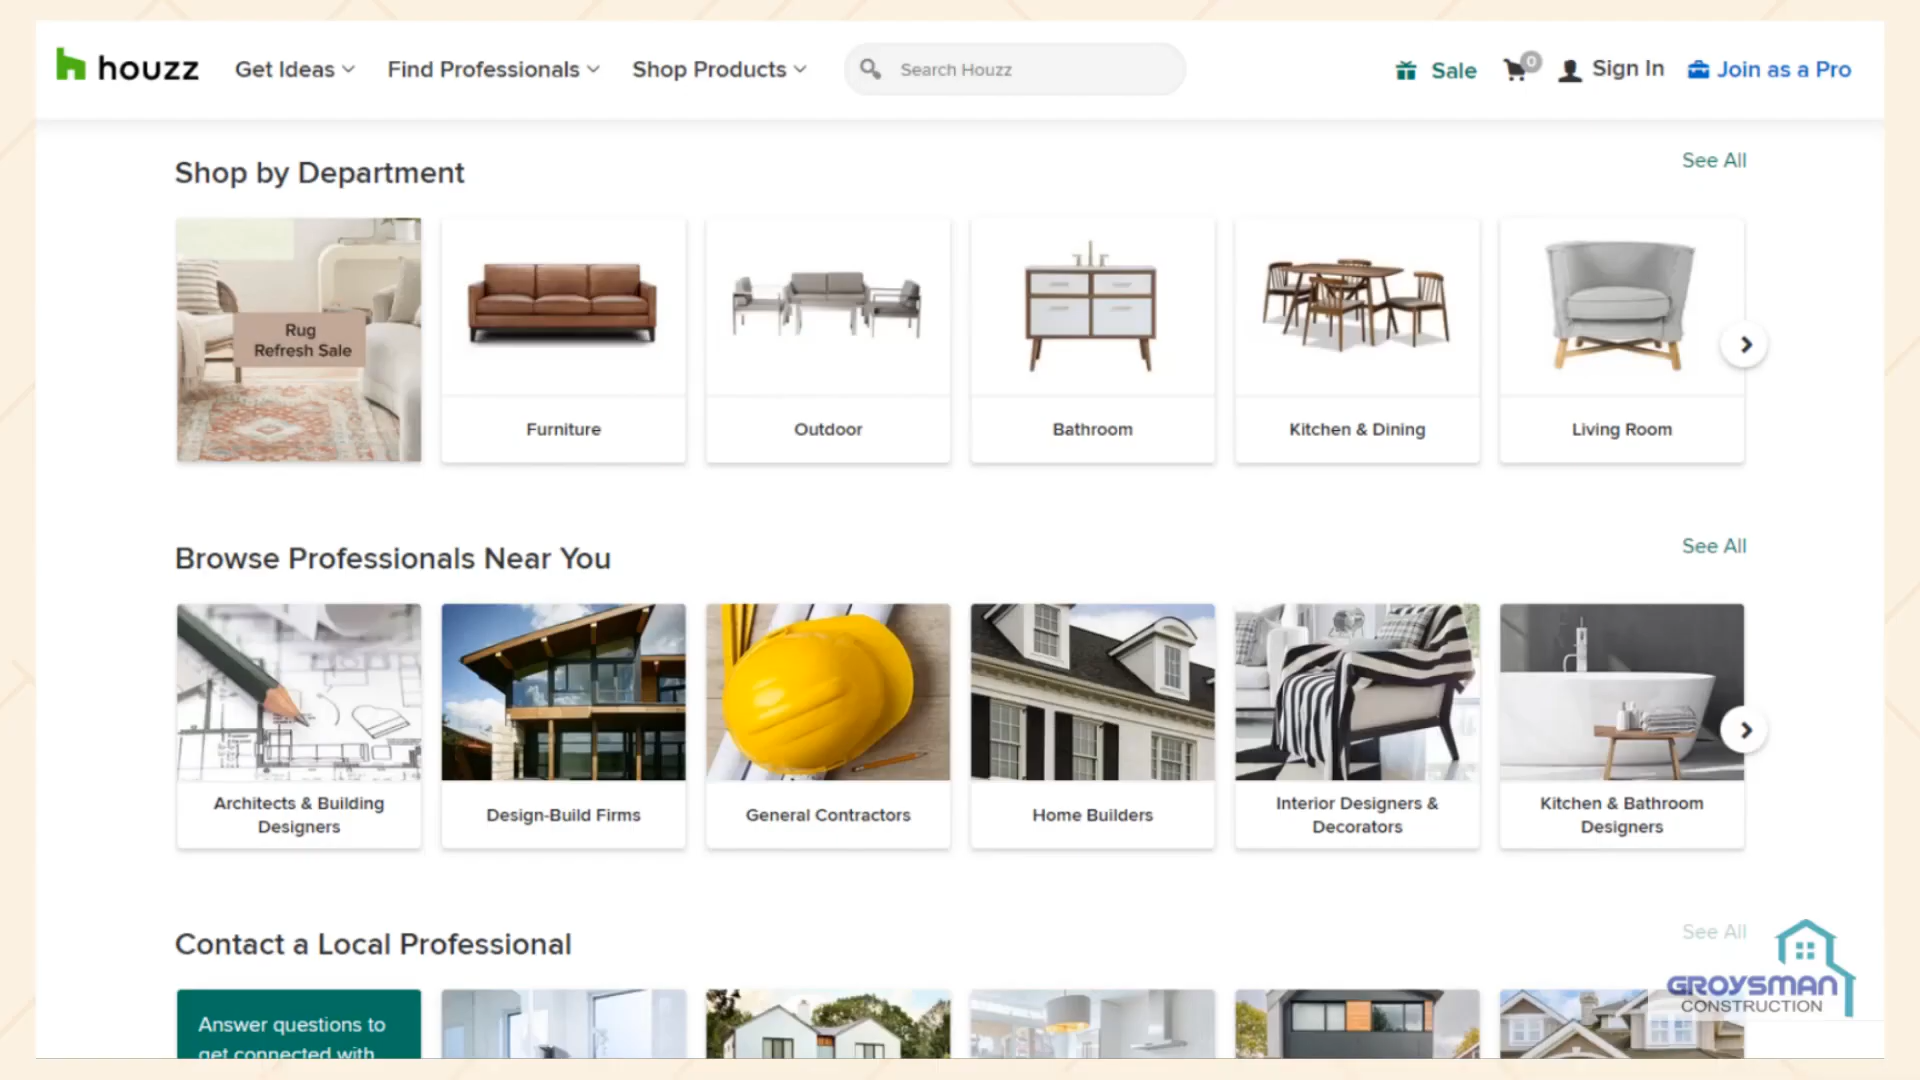 houzz
Get Ideas
Find Professionals
Shop Products
Search Houzz
Sale
0
Sign In
Join as a Pro
Shop by Department
See All
Rug
Refresh Sale
Furniture
Outdoor
Bathroom
Kitchen & Dining
Living Room
Browse Professionals Near You
See All
Architects & Building
Designers
Design-Build Firms
General Contractors
Home Builders
Interior Designers &
Decorators
Kitchen & Bathroom
Designers
Contact a Local Professional
See All
Answer questions to
get connected with
GROYSMAN
CONSTRUCTION